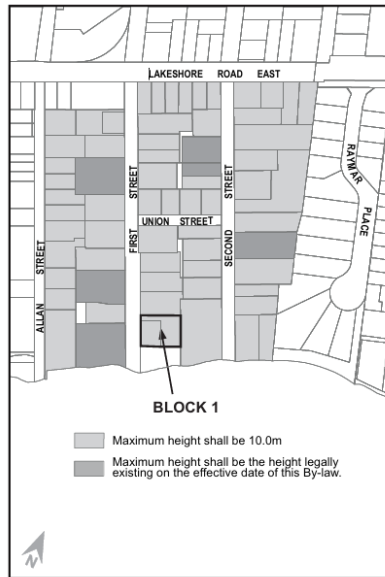 LAKESHORE ROAD EAST
RAYMAR
PLACE
STREET
STREET
UNION STREET
FIRST
SECOND
STREET
ALLAN
BLOCK 1
Maximum height shall be 10.0m
Maximum height shall be the height legally
existing on the effective date of this By-law.
N